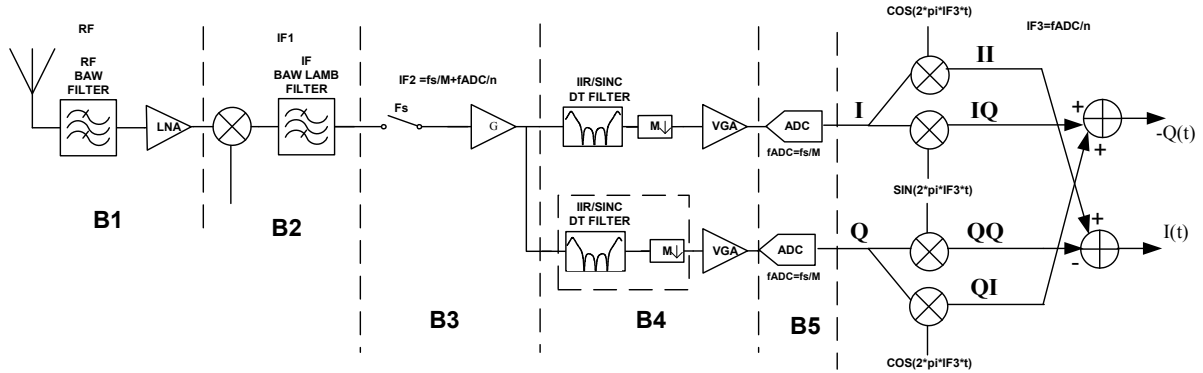 RF
RF
BAW
FILTER
LNA
B1
IF1
IF
BAW LAMB
FILTER
B2
IF2 =fs/M+fADC/n
Fs
G
B3
IIR/SINC
DT FILTER
M↓
VGA
IIR/SINC
DT FILTER
M↓
VGA
B4
ADC
fADC=fs/M
ADC
fADC=fs/M
B5
COS(2*pi*IF3*t)
IF3=fADC/n
I
II
IQ
SIN(2*pi*IF3*t)
Q
QQ
QI
COS(2*pi*IF3*t)
+
+
-Q(t)
+
-
I(t)